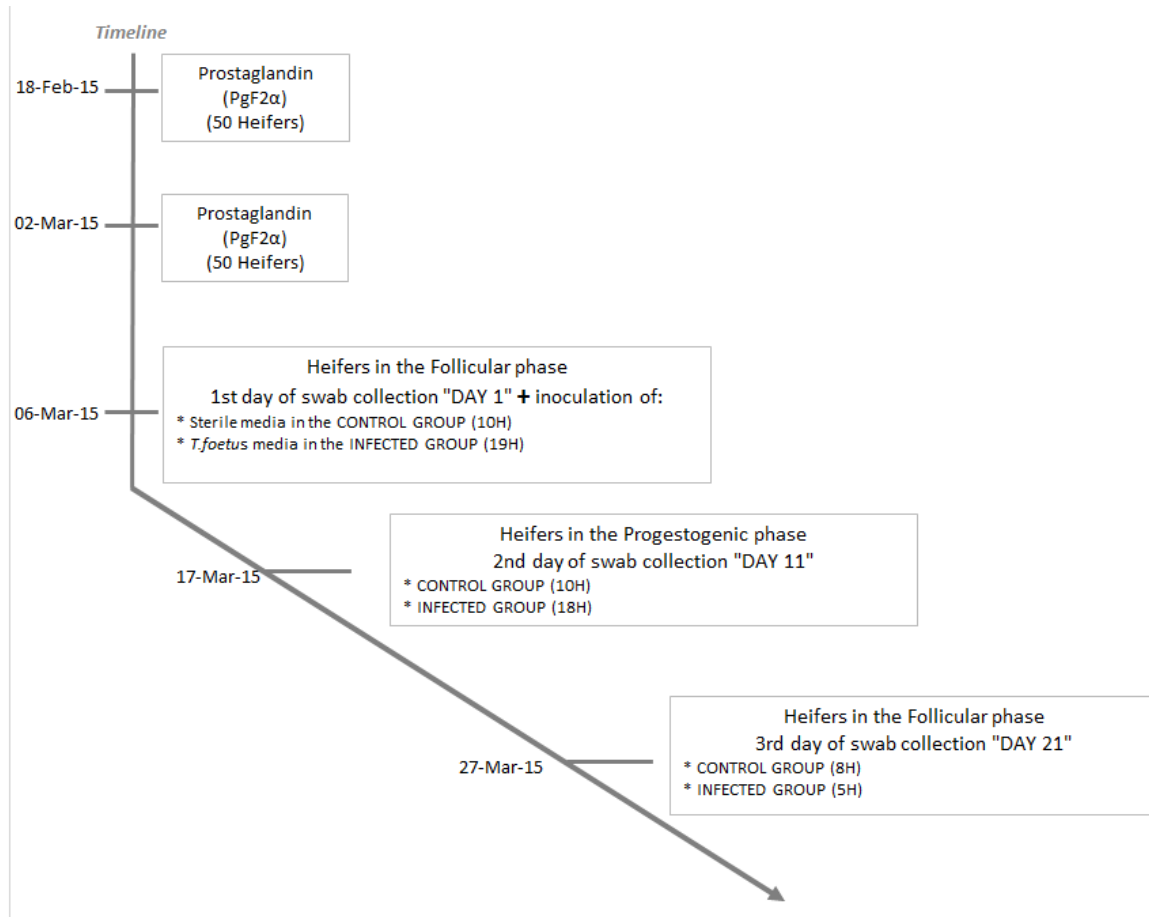 Timeline
18-Feb-15
Prostaglandin
(PgF2α)
(50 Heifers)
02-Mar-15
Prostaglandin
(PgF2α)
(50 Heifers)
06-Mar-15
Heifers in the Follicular phase
1st day of swab collection "DAY 1" + inoculation of:
* Sterile media in the CONTROL GROUP (10H)
* T.foetus media in the INFECTED GROUP (19H)
17-Mar-15
Heifers in the Progestogenic phase
2nd day of swab collection "DAY 11"
* CONTROL GROUP (10H)
* INFECTED GROUP (18H)
27-Mar-15
Heifers in the Follicular phase
3rd day of swab collection "DAY 21"
* CONTROL GROUP (8H)
* INFECTED GROUP (5H)